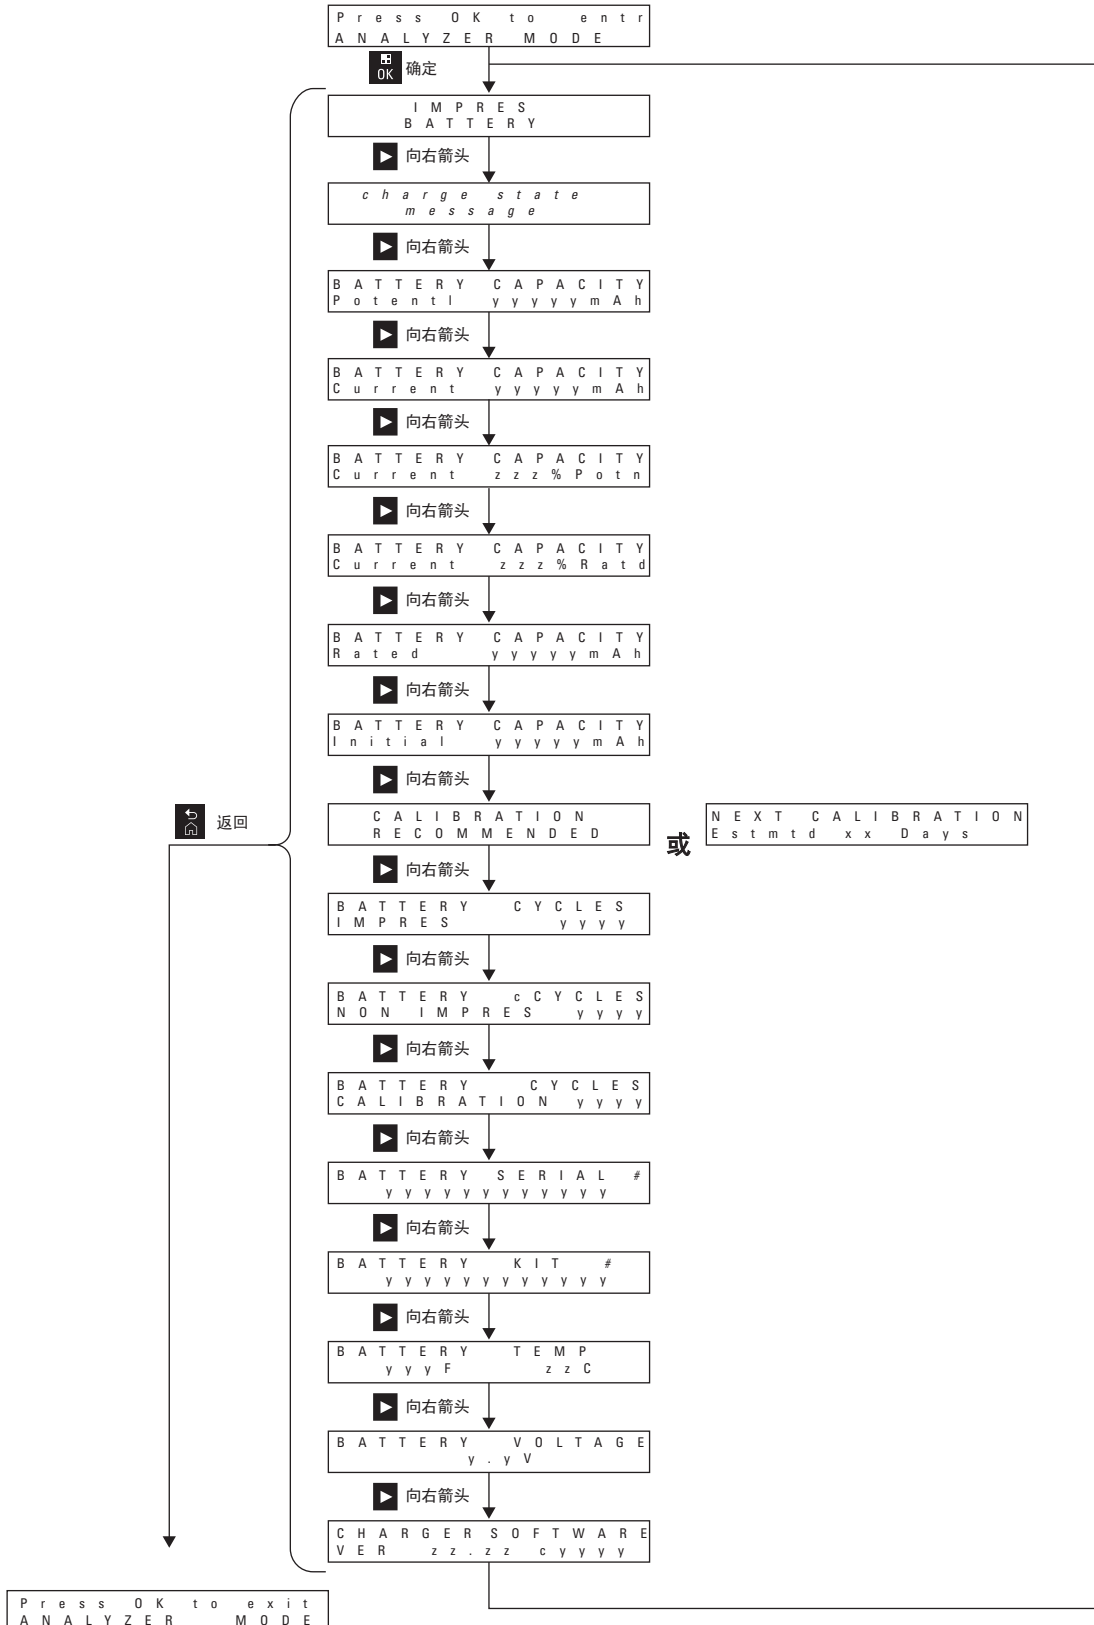 Press OK to entr
ANALYZER MODE
OK 确定
IMPRES
BATTERY
向右箭头
charge state
message
向右箭头
BATTERY CAPACITY
Potentl yyyyymAh
向右箭头
BATTERY CAPACITY
Current yyyyymAh
向右箭头
BATTERY CAPACITY
Current zzz%Potn
向右箭头
BATTERY CAPACITY
Current zzz%Ratd
向右箭头
BATTERY CAPACITY
Rated yyyyymAh
向右箭头
BATTERY CAPACITY
Initial yyyyymAh
向右箭头
返回
CALIBRATION
RECOMMENDED
或
NEXT CALIBRATION
Estmtd xx Days
向右箭头
BATTERY CYCLES
IMPRES yyyy
向右箭头
BATTERY cCYCLES
NON IMPRES yyyy
向右箭头
BATTERY CYCLES
CALIBRATION yyyy
向右箭头
BATTERY SERIAL #
yyyyyyyyyyyy
向右箭头
BATTERY KIT #
yyyyyyyyyyyy
向右箭头
BATTERY TEMP
yyyF zzC
向右箭头
BATTERY VOLTAGE
y.yV
向右箭头
CHARGER SOFTWARE
VER zz.zz cyyyy
Press OK to exit
ANALYZER MODE